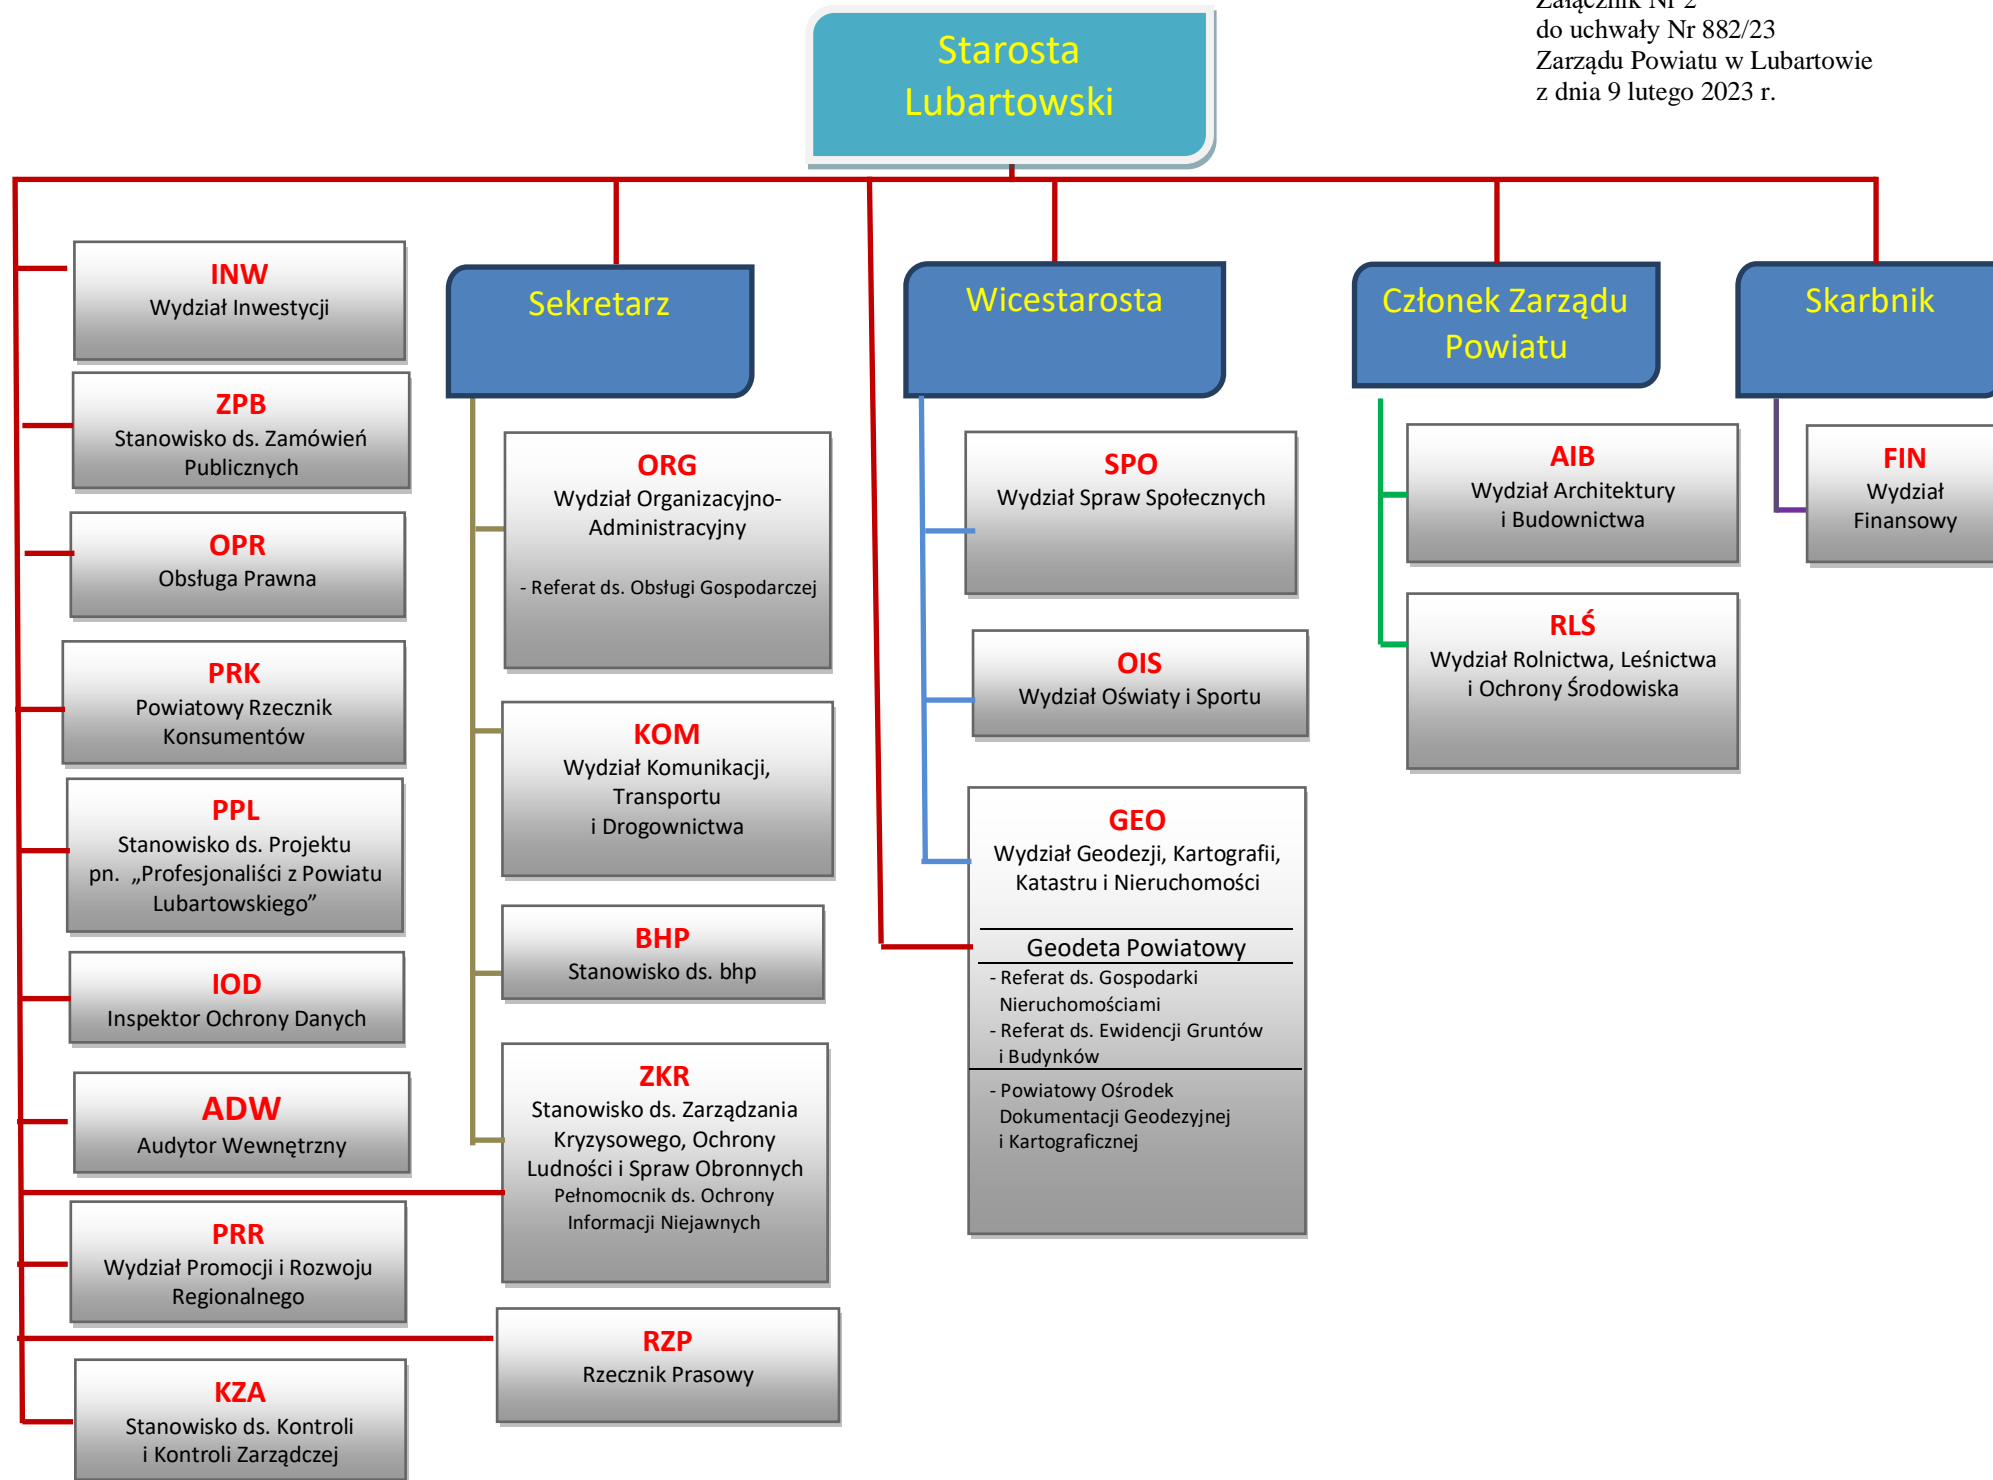 Załącznik Nr 2
do uchwały Nr 882/23
Zarządu Powiatu w Lubartowie
z dnia 9 lutego 2023 r.
Starosta
Lubartowski
INW
Wydział Inwestycji
ZPB
Stanowisko ds. Zamówień
Publicznych
OPR
Obsługa Prawna
PRK
Powiatowy Rzecznik
Konsumentów
PPL
Stanowisko ds. Projektu
pn. „Profesjonaliści z Powiatu
Lubartowskiego”
IOD
Inspektor Ochrony Danych
ADW
Audytor Wewnętrzny
PRR
Wydział Promocji i Rozwoju
Regionalnego
KZA
Stanowisko ds. Kontroli
i Kontroli Zarządczej
Sekretarz
ORG
Wydział Organizacyjno-
Administracyjny
- Referat ds. Obsługi Gospodarczej
KOM
Wydział Komunikacji,
Transportu
i Drogownictwa
BHP
Stanowisko ds. bhp
ZKR
Stanowisko ds. Zarządzania
Kryzysowego, Ochrony
Ludności i Spraw Obronnych
Pełnomocnik ds. Ochrony
Informacji Niejawnych
RZP
Rzecznik Prasowy
Wicestarosta
SPO
Wydział Spraw Społecznych
OIS
Wydział Oświaty i Sportu
GEO
Wydział Geodezji, Kartografii,
Katastru i Nieruchomości
Geodeta Powiatowy
- Referat ds. Gospodarki
Nieruchomościami
- Referat ds. Ewidencji Gruntów
i Budynków
- Powiatowy Ośrodek
Dokumentacji Geodezyjnej
i Kartograficznej
Członek Zarządu
Powiatu
AIB
Wydział Architektury
i Budownictwa
RLŚ
Wydział Rolnictwa, Leśnictwa
i Ochrony Środowiska
Skarbnik
FIN
Wydział
Finansowy